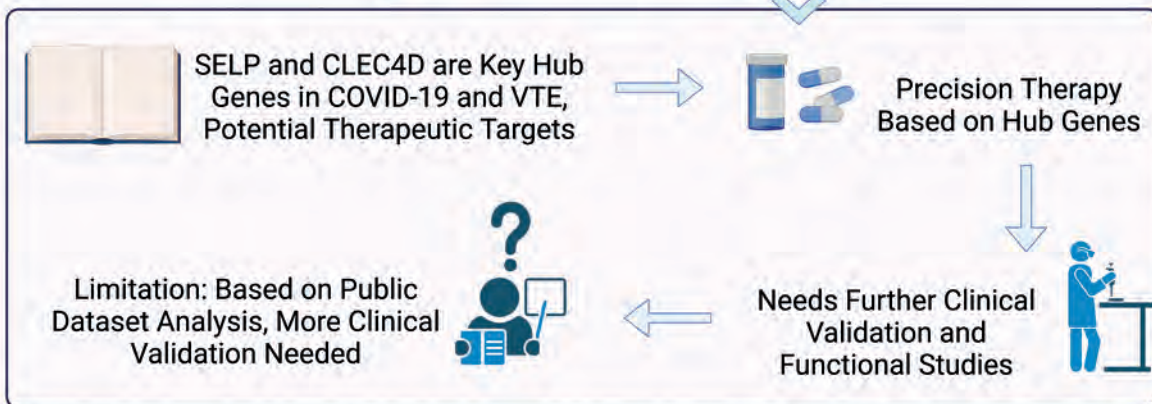 SELP and CLEC4D are Key Hub
Genes in COVID-19 and VTE,
Potential Therapeutic Targets
Precision Therapy
Based on Hub Genes
Needs Further Clinical
Validation and
Functional Studies
Limitation: Based on Public
Dataset Analysis, More Clinical
Validation Needed
?